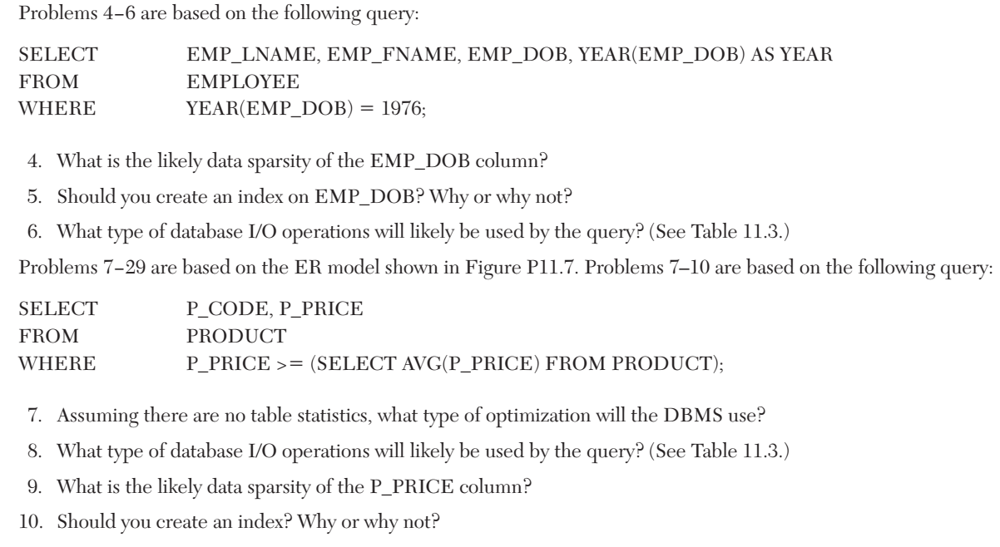 Problems 4–6 are based on the following query:
SELECT EMP_LNAME, EMP_FNAME, EMP_DOB, YEAR(EMP_DOB) AS YEAR
FROM EMPLOYEE
WHERE YEAR(EMP_DOB) = 1976;
4. What is the likely data sparsity of the EMP_DOB column?
5. Should you create an index on EMP_DOB? Why or why not?
6. What type of database I/O operations will likely be used by the query? (See Table 11.3.)
Problems 7–29 are based on the ER model shown in Figure P11.7. Problems 7–10 are based on the following query:
SELECT P_CODE, P_PRICE
FROM PRODUCT
WHERE P_PRICE >= (SELECT AVG(P_PRICE) FROM PRODUCT);
7. Assuming there are no table statistics, what type of optimization will the DBMS use?
8. What type of database I/O operations will likely be used by the query? (See Table 11.3.)
9. What is the likely data sparsity of the P_PRICE column?
10. Should you create an index? Why or why not?